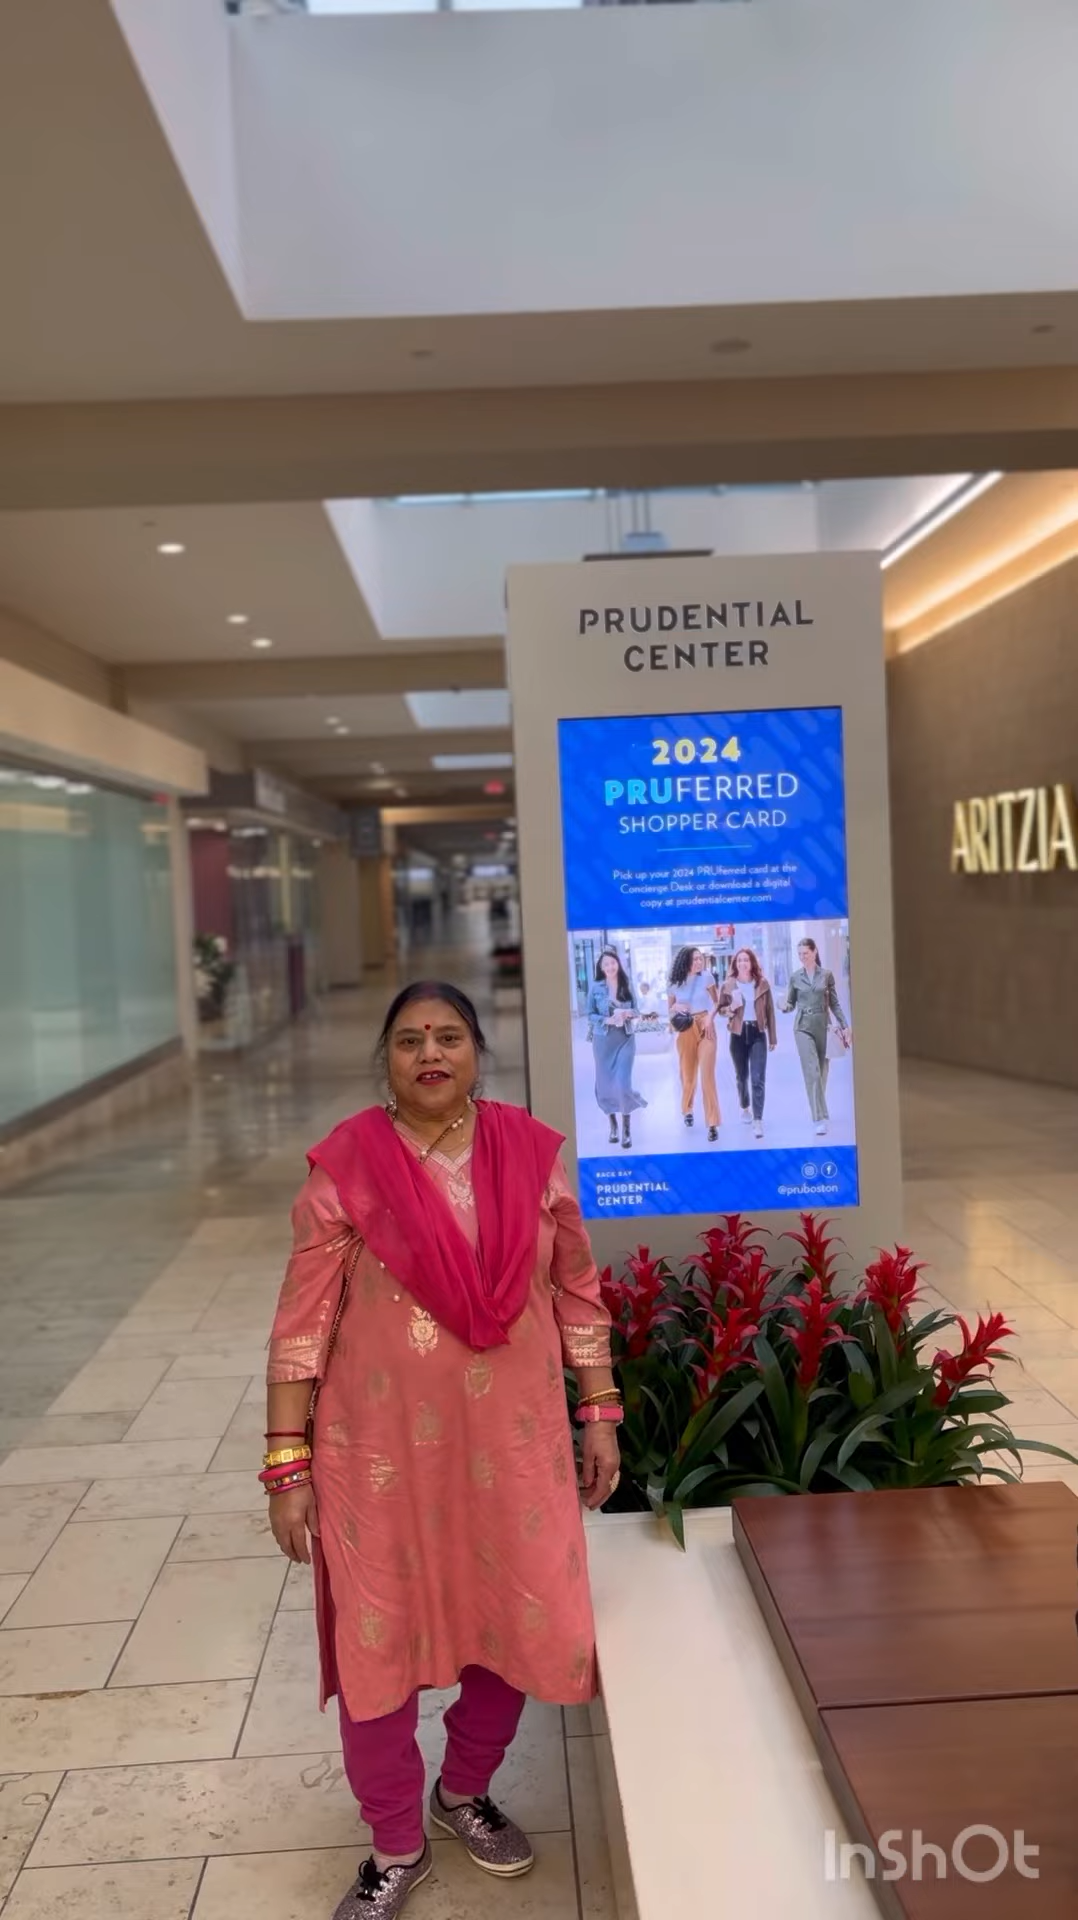 PRUDENTIAL
CENTER
2024
PRUFERRED
SHOPPER CARD
Pick up your 2024 PRUferred card at the
Concierge Desk or download a digital
copy at prudentialcenter.com
ARITZIA
BACK BAY
PRUDENTIAL
CENTER
@pruboston
InShOt